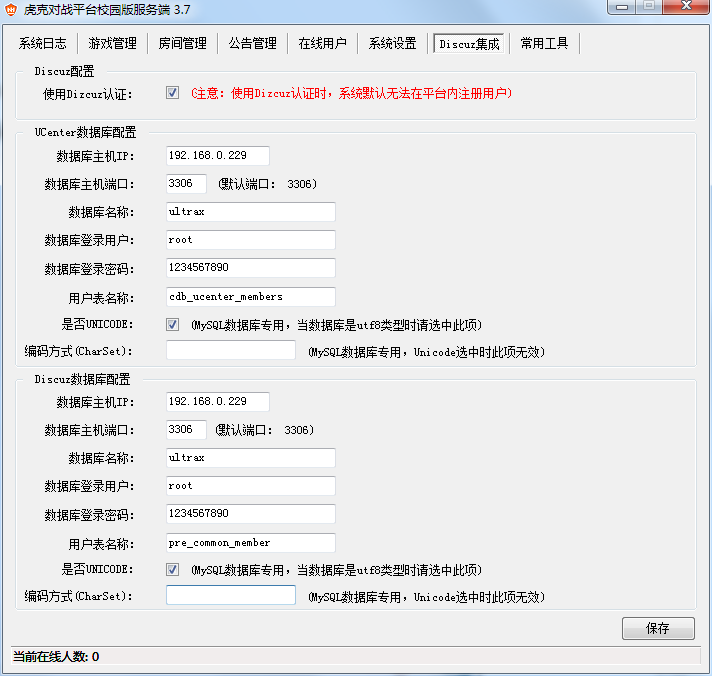 虎克对战平台校园版服务端 3.7
系统日志 游戏管理 房间管理 公告管理 在线用户 系统设置 Discuz集成 常用工具
Discuz配置
使用Dizcuz认证: (注意: 使用Dizcuz认证时, 系统默认无法在平台内注册用户)
UCenter数据库配置
数据库主机IP: 192.168.0.229
数据库主机端口: 3306 (默认端口: 3306)
数据库名称: ultrax
数据库登录用户: root
数据库登录密码: 1234567890
用户表名称: cdb_ucenter_members
是否UNICODE: (MySQL数据库专用, 当数据库是utf8类型时请选中此项)
编码方式(CharSet): (MySQL数据库专用, Unicode选中时此项无效)
Discuz数据库配置
数据库主机IP: 192.168.0.229
数据库主机端口: 3306 (默认端口: 3306)
数据库名称: ultrax
数据库登录用户: root
数据库登录密码: 1234567890
用户表名称: pre_common_member
是否UNICODE: (MySQL数据库专用, 当数据库是utf8类型时请选中此项)
编码方式(CharSet): (MySQL数据库专用, Unicode选中时此项无效)
保存
当前在线人数: 0